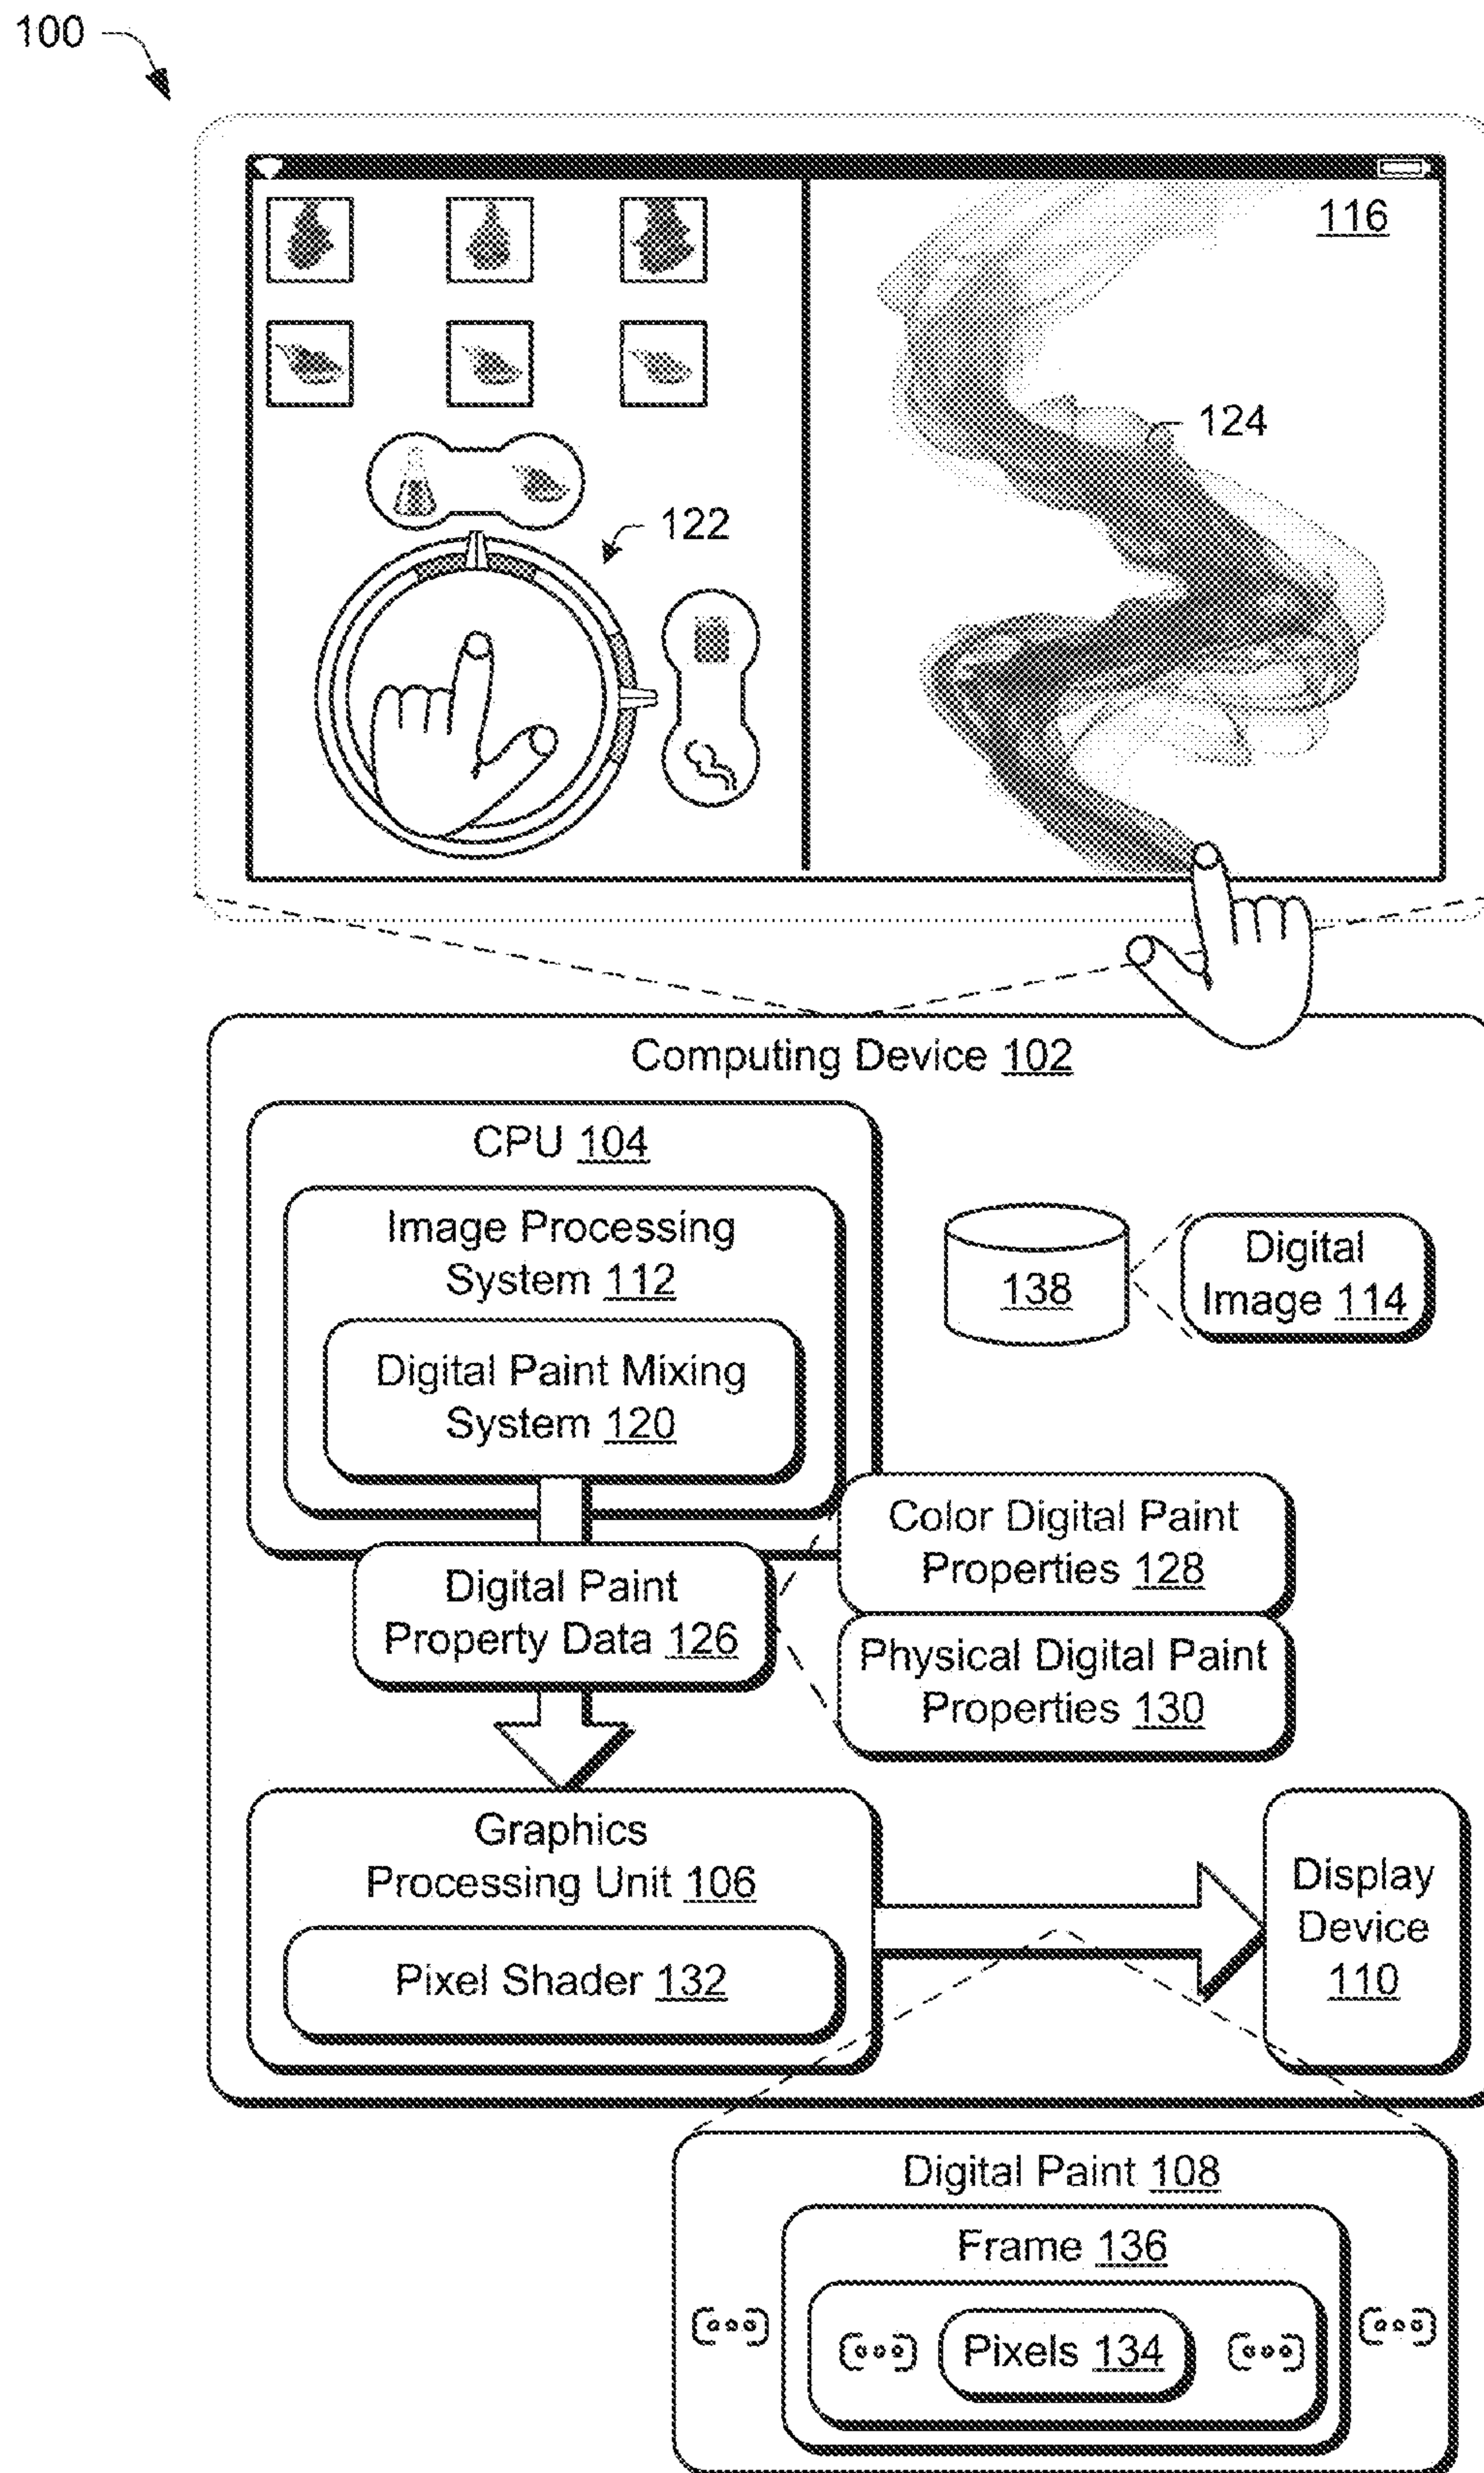 100
116
124
122
Computing Device 102
CPU 104
Image Processing
System 112
Digital Paint Mixing
System 120
138
Digital
Image 114
Color Digital Paint
Properties 128
Digital Paint
Property Data 126
Physical Digital Paint
Properties 130
Graphics
Processing Unit 106
Pixel Shader 132
Display
Device
110
Digital Paint 108
Frame 136
Pixels 134